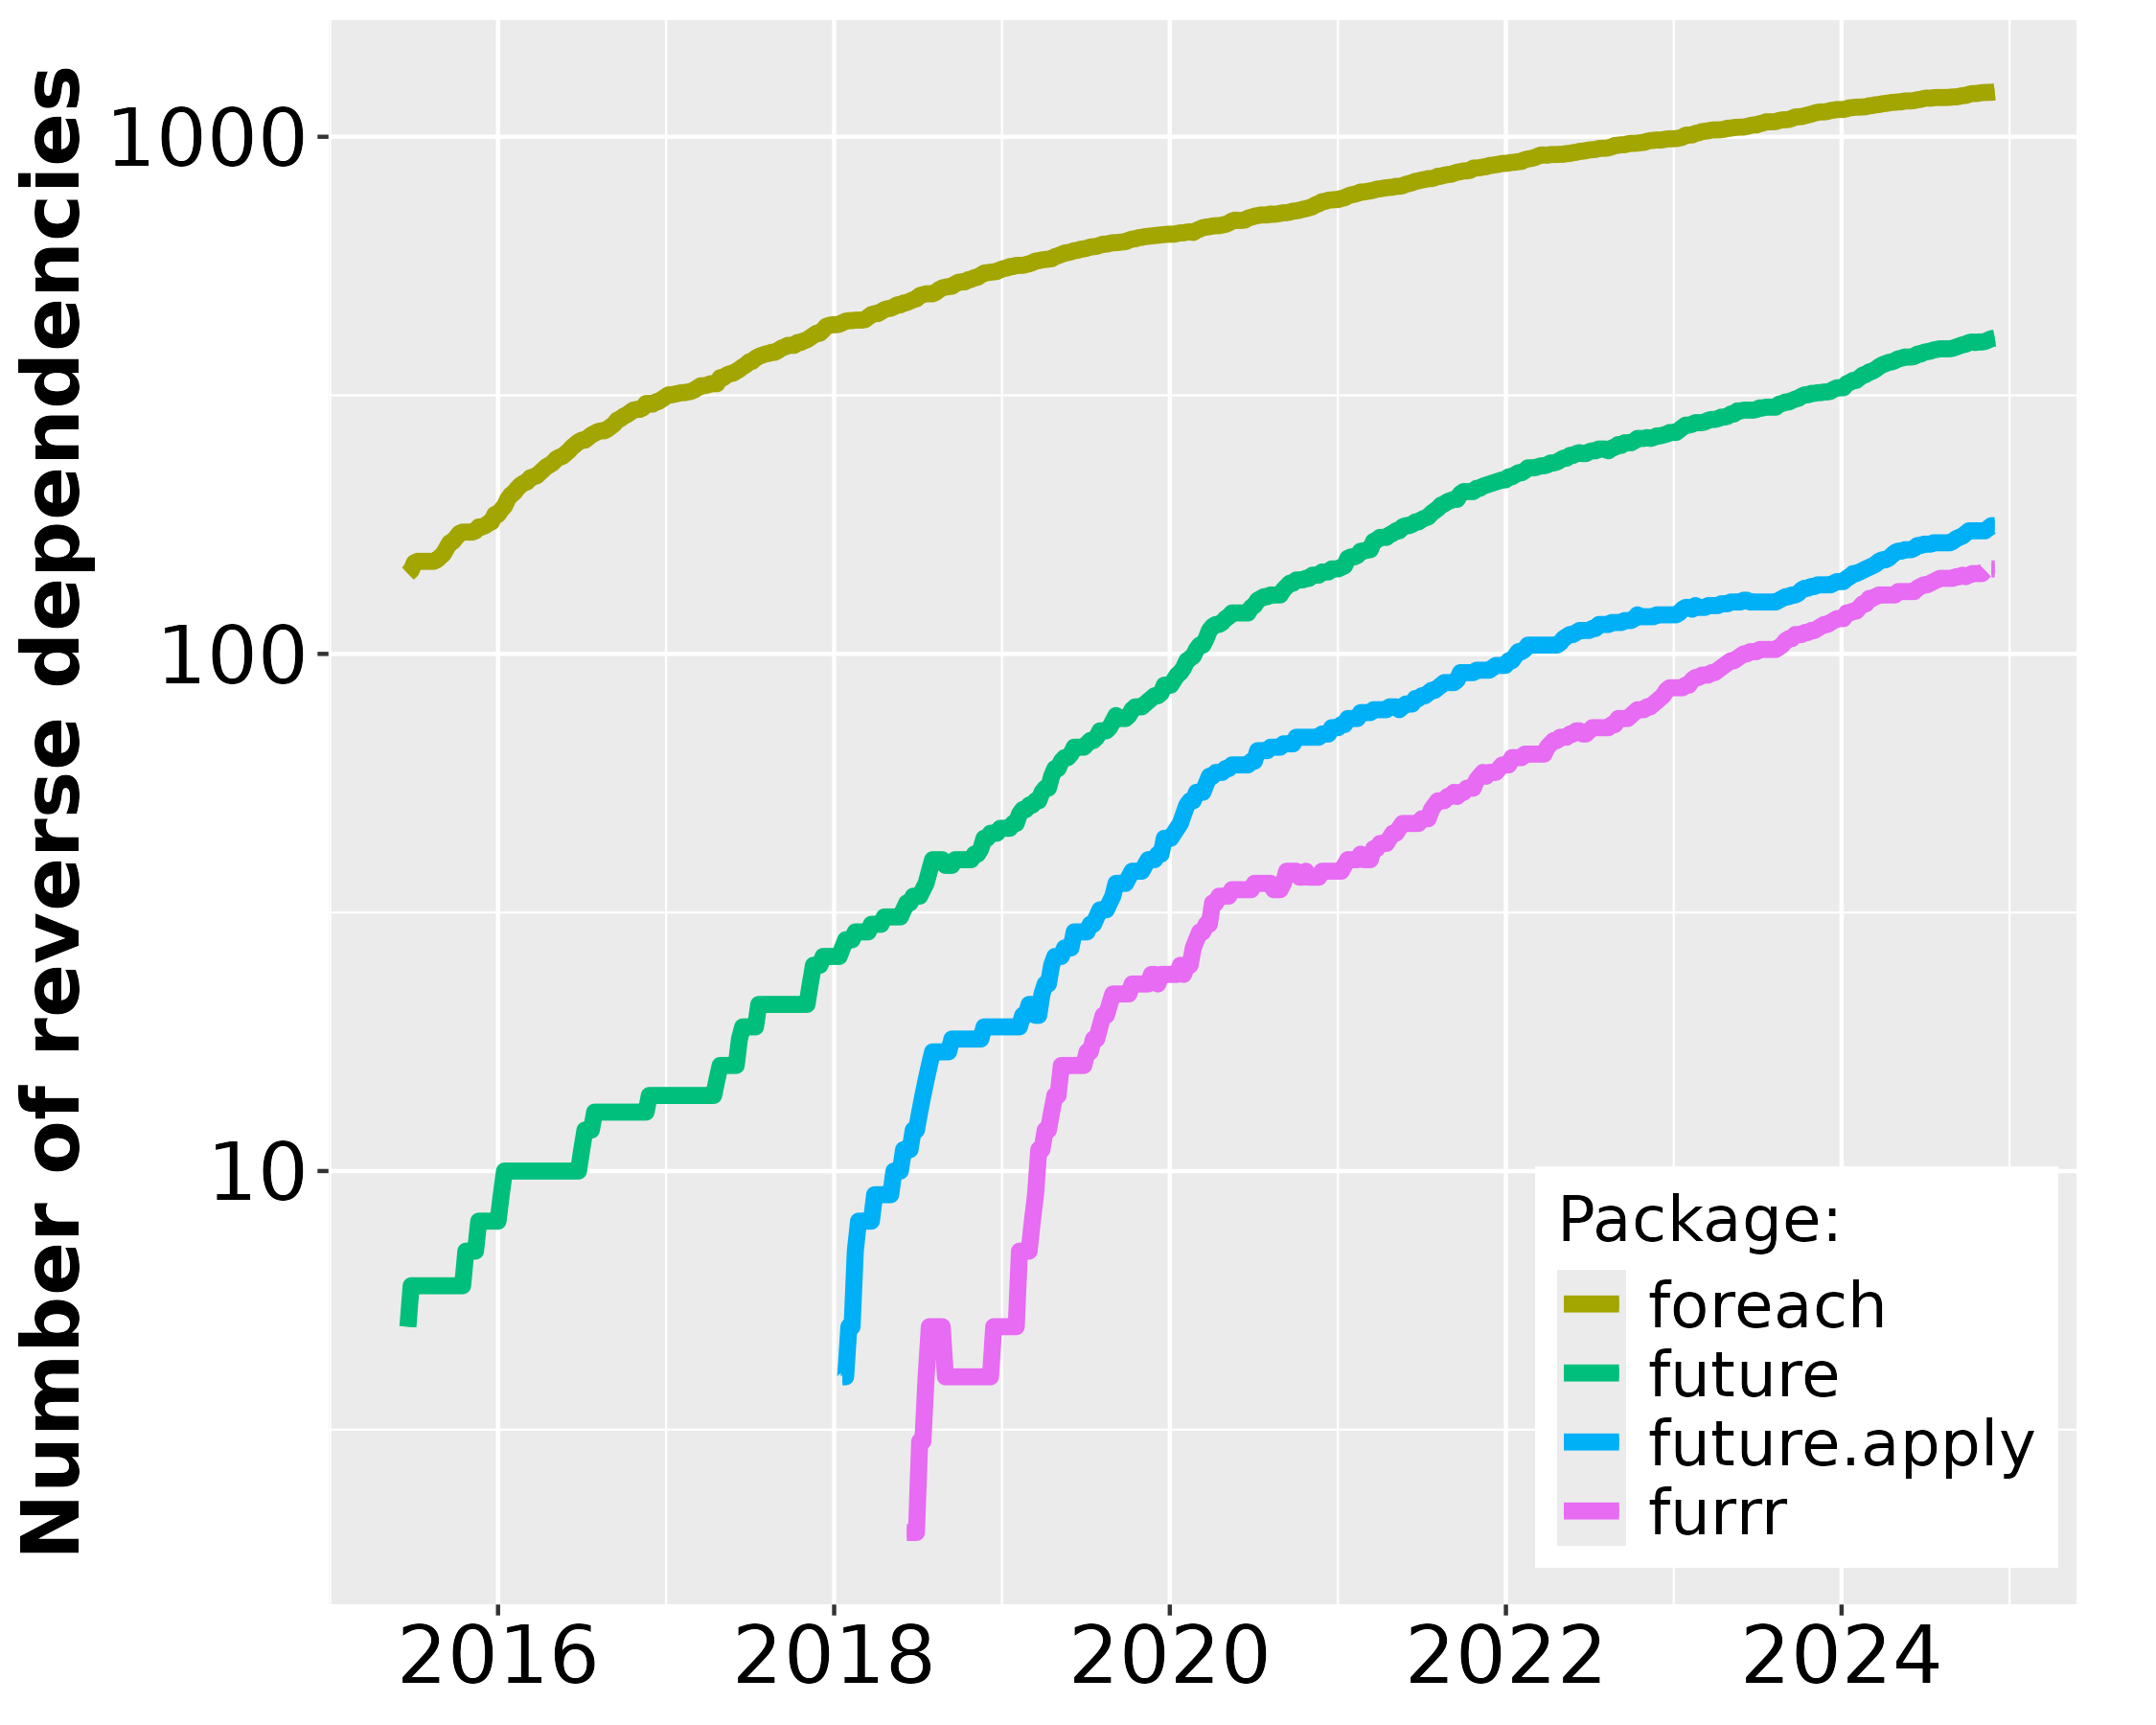 Number of reverse dependencies
1000
100
10
2016
2018
2020
2022
2024
Package:
foreach
future
future.apply
furrr